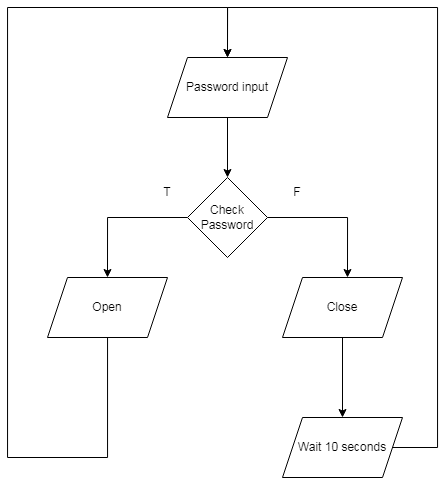 Password input
T
F
Check
Password
Open
Close
Wait 10 seconds